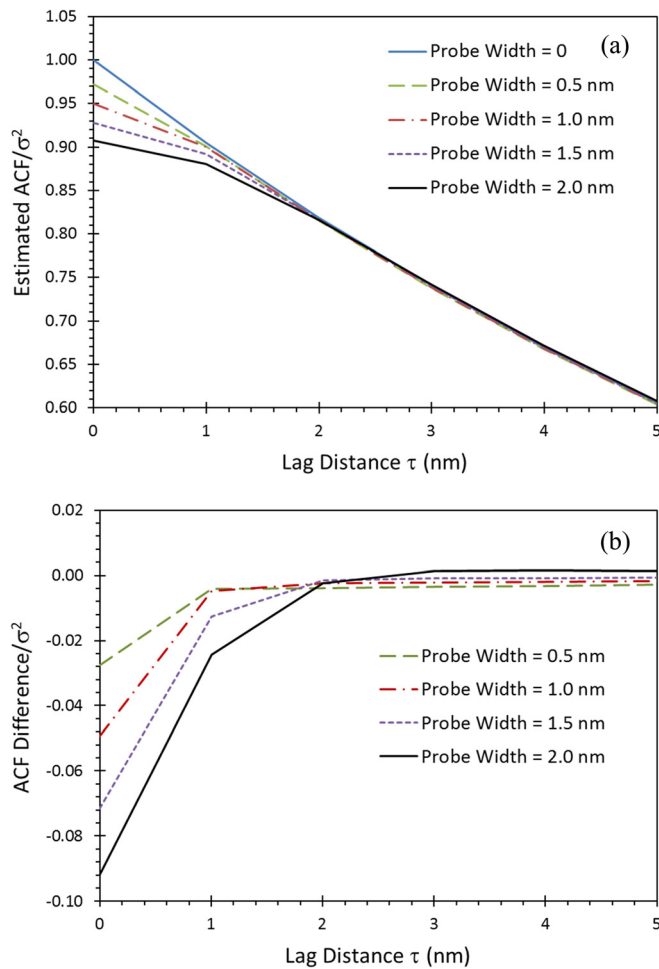 (a)
Probe Width = 0
Probe Width = 0.5 nm
Probe Width = 1.0 nm
Probe Width = 1.5 nm
Probe Width = 2.0 nm
Estimated ACF/σ²
1.05
1.00
0.95
0.90
0.85
0.80
0.75
0.70
0.65
0.60
0 1 2 3 4 5
Lag Distance τ (nm)
(b)
Probe Width = 0.5 nm
Probe Width = 1.0 nm
Probe Width = 1.5 nm
Probe Width = 2.0 nm
ACF Difference/σ²
0.02
0.00
-0.02
-0.04
-0.06
-0.08
-0.10
0 1 2 3 4 5
Lag Distance τ (nm)